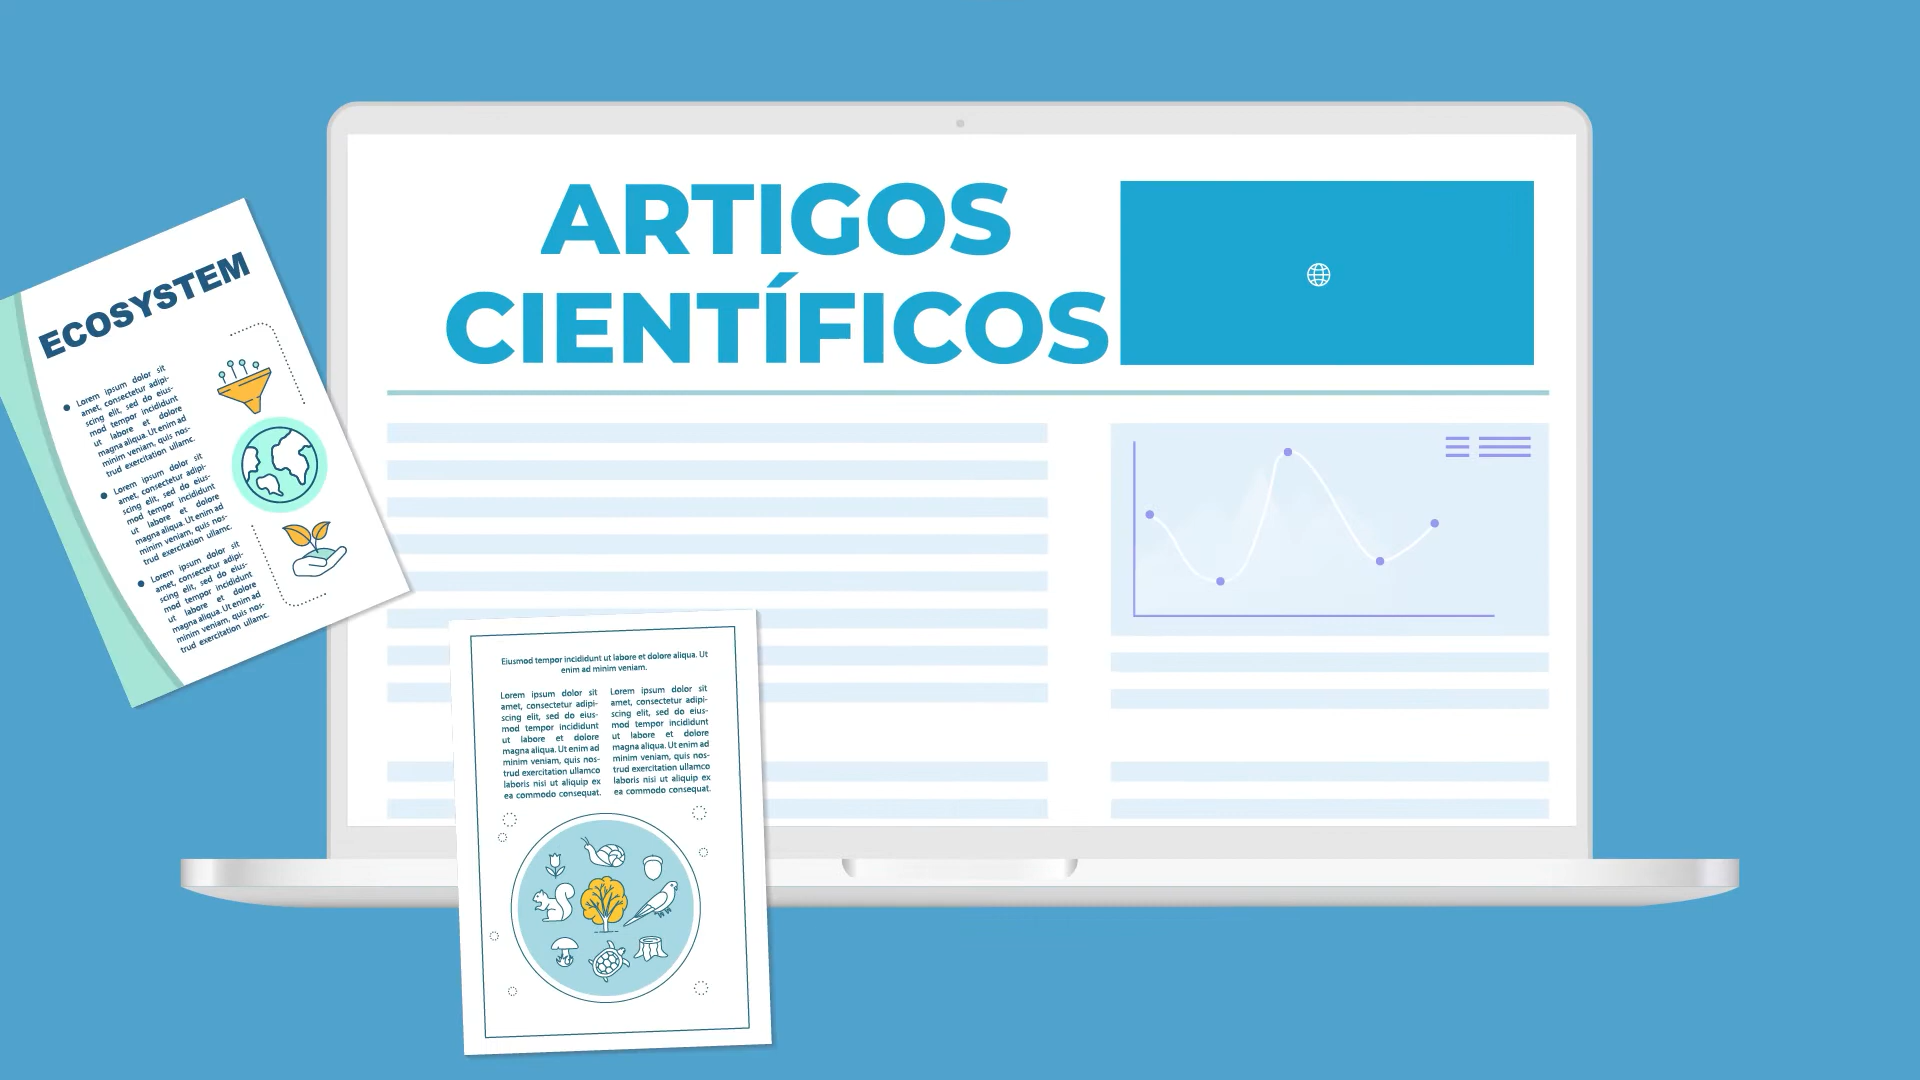 ARTIGOS
CIENTÍFICOS
ECOSYSTEM
Lorem ipsum dolor sit
amet, consectetur adipi-
scing elit, sed do eius-
mod tempor incididunt
ut labore et dolore
magna aliqua. Ut enim ad
minim veniam, quis nos-
trud exercitation ullamc.
Lorem ipsum dolor sit
amet, consectetur adipi-
scing elit, sed do eius-
mod tempor incididunt
ut labore et dolore
magna aliqua. Ut enim ad
minim veniam, quis nos-
trud exercitation ullamc.
Lorem ipsum dolor sit
amet, consectetur adipi-
scing elit, sed do eius-
mod tempor incididunt
ut labore et dolore
magna aliqua. Ut enim ad
minim veniam, quis nos-
trud exercitation ullamc.
Eiusmod tempor incididunt ut labore et dolore aliqua. Ut
enim ad minim veniam.
Lorem ipsum dolor sit
amet, consectetur adipi-
scing elit, sed do eius-
mod tempor incididunt
ut labore et dolore
magna aliqua. Ut enim ad
minim veniam, quis nos-
trud exercitation ullamco
laboris nisi ut aliquip ex
ea commodo consequat.
Lorem ipsum dolor sit
amet, consectetur adipi-
scing elit, sed do eius-
mod tempor incididunt
ut labore et dolore
magna aliqua. Ut enim ad
minim veniam, quis nos-
trud exercitation ullamco
laboris nisi ut aliquip ex
ea commodo consequat.